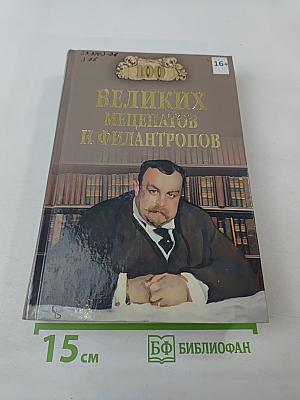 100
16+
ВЕЛИКИХ
МЕЦЕНАТОВ
И ФИЛАНТРОПОВ
15 см
БФ БИБЛИОФАН